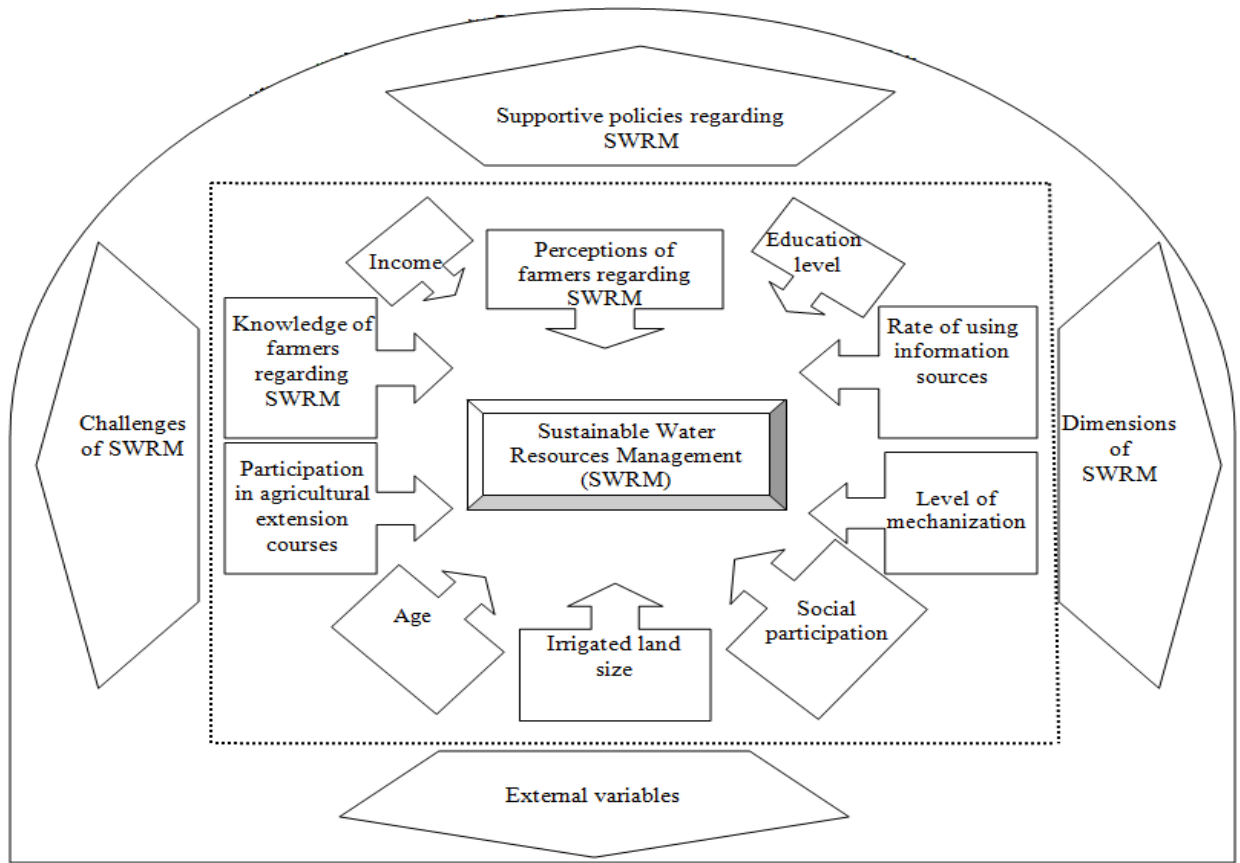 Supportive policies regarding
SWRM
Income
Perceptions of
farmers regarding
SWRM
Education
level
Knowledge of
farmers
regarding
SWRM
Rate of using
information
sources
Challenges
of SWRM
Sustainable Water
Resources Management
(SWRM)
Dimensions
of
SWRM
Participation
in agricultural
extension
courses
Level of
mechanization
Age
Irrigated land
size
Social
participation
External variables